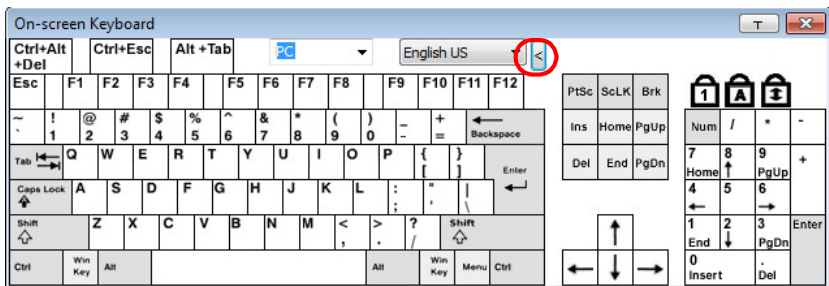 On-screen Keyboard
Ctrl+Alt +Del Ctrl+Esc Alt +Tab PC English US <
Esc F1 F2 F3 F4 F5 F6 F7 F8 F9 F10 F11 F12
PtSc ScLK Brk
1 A
~ ` ! 1 @ 2 # 3 $ 4 % 5 ^ 6 & 7 * 8 ( 9 ) 0 _ - + = Backspace
Ins Home PgUp
Num / * -
Tab Q W E R T Y U I O P { [ } ] Enter
Del End PgDn
7 Home 8 9 PgUp +
Caps Lock A S D F G H J K L : ; " ' | \
4 5 6
Shift Z X C V B N M < , > . ? / Shift
1 End 2 3 PgDn Enter
Ctrl Win Key Alt Alt Win Key Menu Ctrl
0 Insert . Del